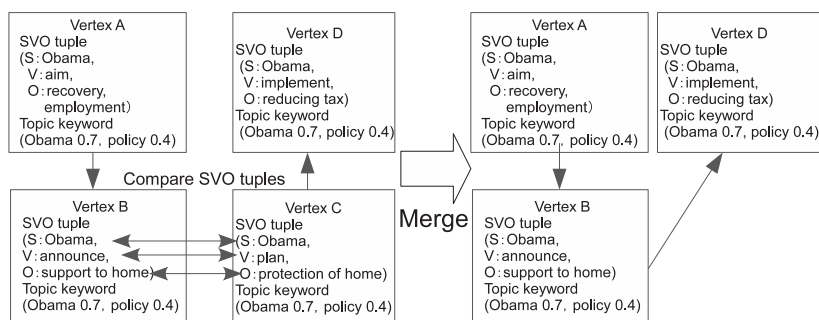 Vertex A
SVO tuple
(S:Obama,
V:aim,
O:recovery,
employment)
Topic keyword
(Obama 0.7, policy 0.4)
Vertex D
SVO tuple
(S:Obama,
V:implement,
O:reducing tax)
Topic keyword
(Obama 0.7, policy 0.4)
Compare SVO tuples
Vertex B
SVO tuple
(S:Obama,
V:announce,
O:support to home)
Topic keyword
(Obama 0.7, policy 0.4)
Vertex C
SVO tuple
(S:Obama,
V:plan,
O:protection of home)
Topic keyword
(Obama 0.7, policy 0.4)
Merge
Vertex A
SVO tuple
(S:Obama,
V:aim,
O:recovery,
employment)
Topic keyword
(Obama 0.7, policy 0.4)
Vertex D
SVO tuple
(S:Obama,
V:implement,
O:reducing tax)
Topic keyword
(Obama 0.7, policy 0.4)
Vertex B
SVO tuple
(S:Obama,
V:announce,
O:support to home)
Topic keyword
(Obama 0.7, policy 0.4)